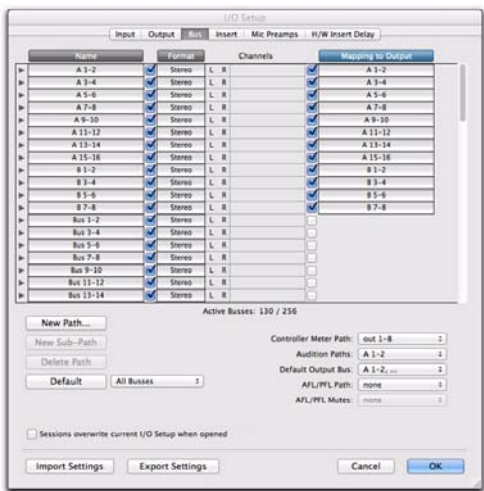 I/O Setup
Input Output Bus Insert Mic Preamps H/W Insert Delay
Name Format Channels Mapping to Output
A 1-2 Stereo L R A 1-2
A 3-4 Stereo L R A 3-4
A 5-6 Stereo L R A 5-6
A 7-8 Stereo L R A 7-8
A 9-10 Stereo L R A 9-10
A 11-12 Stereo L R A 11-12
A 13-14 Stereo L R A 13-14
A 15-16 Stereo L R A 15-16
B 1-2 Stereo L R B 1-2
B 3-4 Stereo L R B 3-4
B 5-6 Stereo L R B 5-6
B 7-8 Stereo L R B 7-8
Bus 1-2 Stereo L R
Bus 3-4 Stereo L R
Bus 5-6 Stereo L R
Bus 7-8 Stereo L R
Bus 9-10 Stereo L R
Bus 11-12 Stereo L R
Bus 13-14 Stereo L R
Active Busses: 130 / 256
New Path...
New Sub-Path
Delete Path
Default All Busses
Controller Meter Path: out 1-8
Audition Paths: A 1-2
Default Output Bus: A 1-2, ...
AFL/PFL Path: none
AFL/PFL Mutes: none
Sessions overwrite current I/O Setup when opened
Import Settings Export Settings Cancel OK